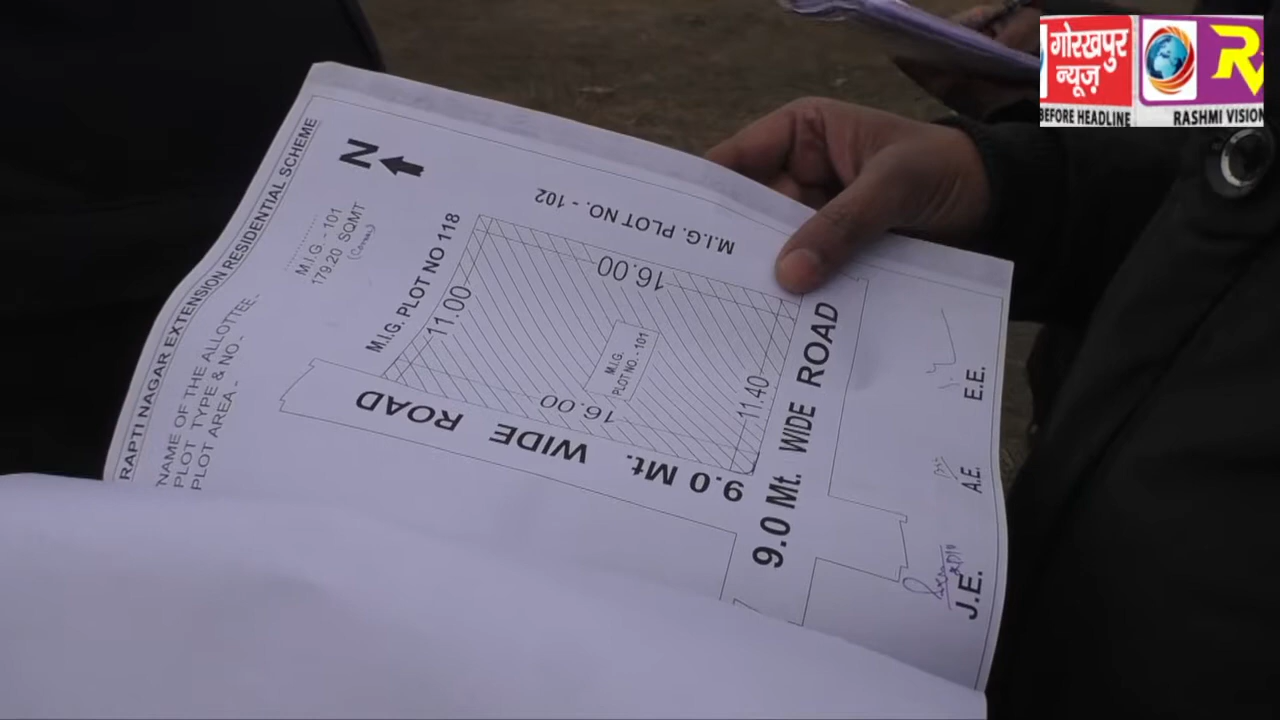 RAPTI NAGAR EXTENSION RESIDENTIAL SCHEME
NAME OF THE ALLOTTEE-
PLOT TYPE & NO.-
PLOT AREA-
M.I.G. - 101
179.20 SQMT
N
M.I.G. PLOT NO 118
M.I.G. PLOT NO. - 102
16.00
11.00
M.I.G.
PLOT NO. - 101
16.00
11.40
9.0 Mt. WIDE ROAD
9.0 Mt. WIDE ROAD
J.E.
A.E.
E.E.
गोरखपुर
न्यूज़
BEFORE HEADLINE
RASHMI VISION